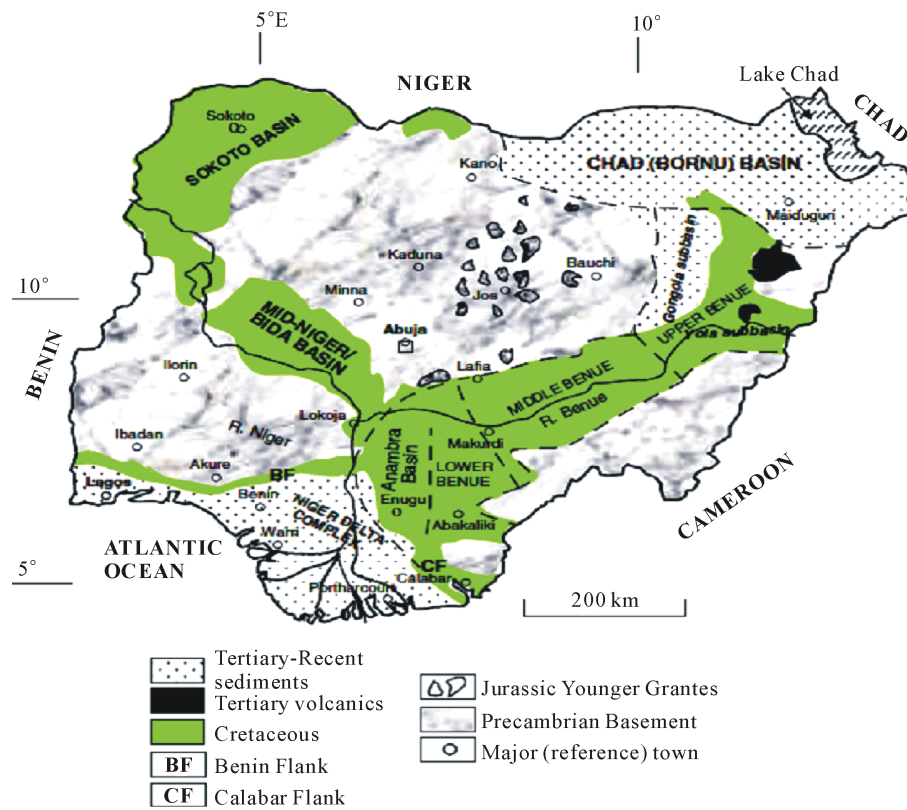 5°E
10°
NIGER
Lake Chad
CHAD
Sokoto
SOKOTO BASIN
Kano
CHAD (BORNU) BASIN
Maiduguri
Kaduna
Bauchi
Gongola subbasin
10°
Minna
Jos
UPPER BENUE
Yola subbasin
MID-NIGER/
BIDA BASIN
Abuja
BENIN
Ilorin
Lafia
MIDDLE BENUE
R. Benue
Lokoja
R. Niger
Makurdi
Ibadan
Anambra
Basin
LOWER
BENUE
Akure
BF
Lagos
Benin
Enugu
Abakaliki
CAMEROON
NIGER DELTA
COMPLEX
Warri
ATLANTIC
OCEAN
CF
Calabar
5°
Portharcourt
200 km
Tertiary-Recent
sediments
Tertiary volcanics
Cretaceous
BF Benin Flank
CF Calabar Flank
Jurassic Younger Grantes
Precambrian Basement
Major (reference) town